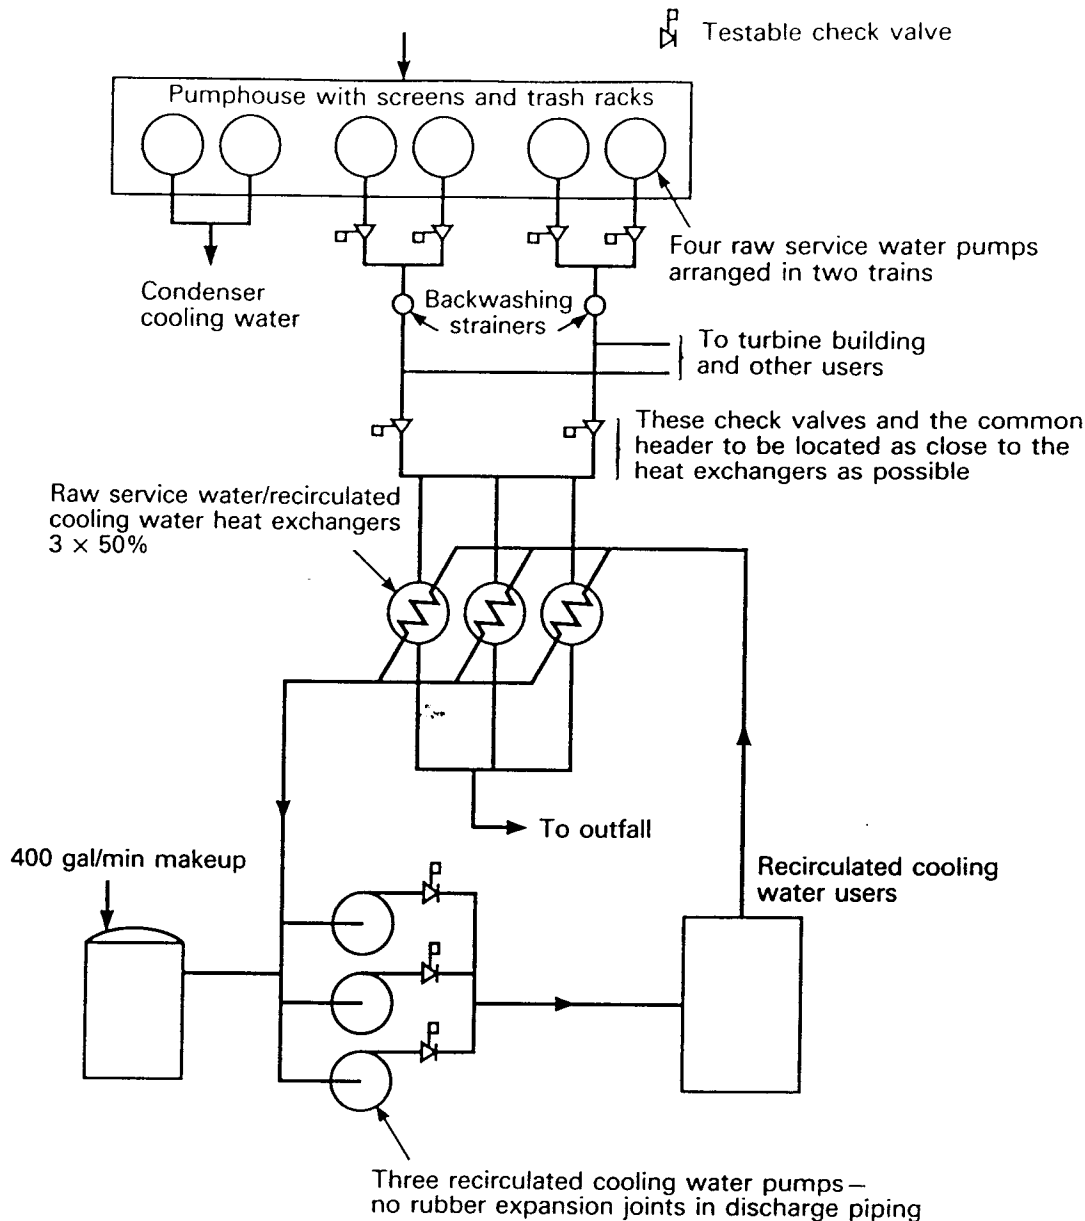 Testable check valve
Pumphouse with screens and trash racks
Four raw service water pumps
arranged in two trains
Condenser
cooling water
Backwashing
strainers
To turbine building
and other users
These check valves and the common
header to be located as close to the
heat exchangers as possible
Raw service water/recirculated
cooling water heat exchangers
3 × 50%
To outfall
400 gal/min makeup
Recirculated cooling
water users
Three recirculated cooling water pumps—
no rubber expansion joints in discharge piping